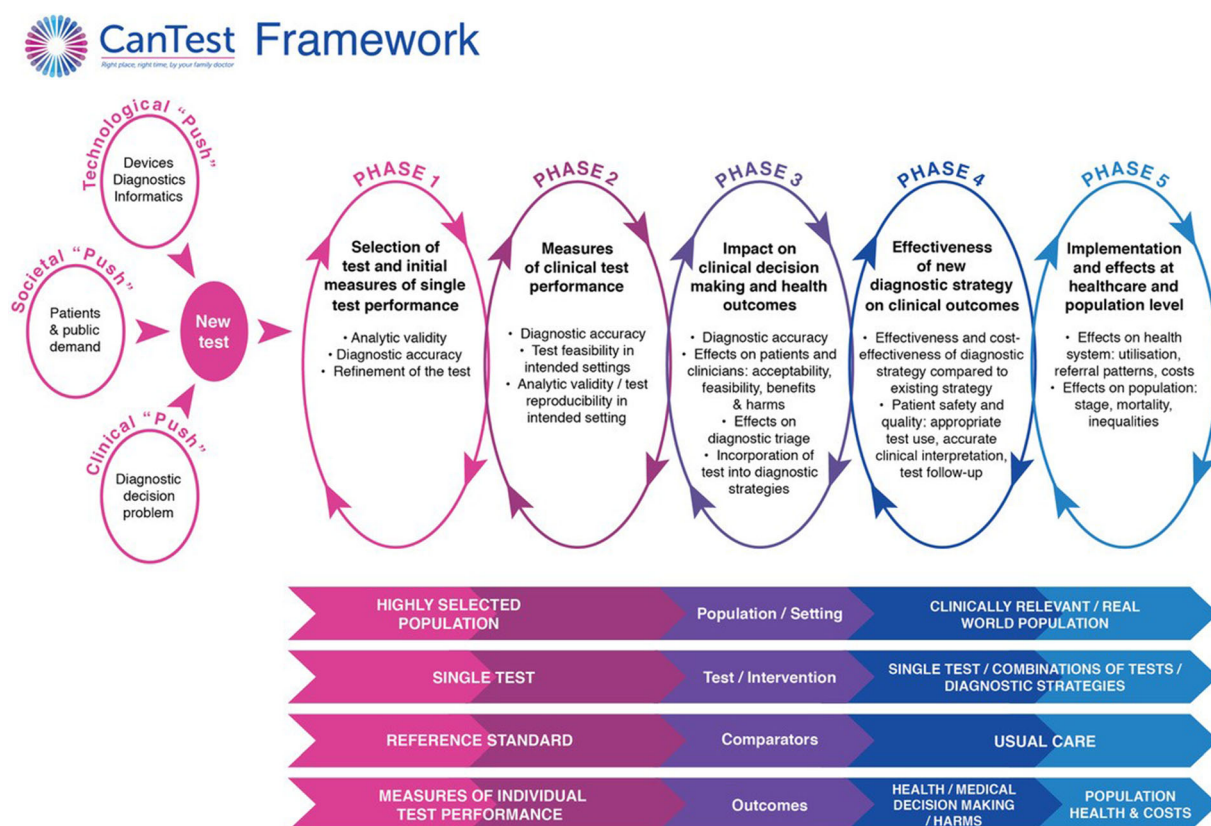 CanTest Framework
Right place, right time, by your family doctor
Technological "Push"
Devices
Diagnostics
Informatics
Societal "Push"
Patients
& public
demand
Clinical "Push"
Diagnostic
decision
problem
New
test
PHASE 1
Selection of
test and initial
measures of single
test performance
• Analytic validity
• Diagnostic accuracy
• Refinement of the test
PHASE 2
Measures
of clinical test
performance
• Diagnostic accuracy
• Test feasibility in
intended settings
• Analytic validity / test
reproducibility in
intended setting
PHASE 3
Impact on
clinical decision
making and health
outcomes
• Diagnostic accuracy
• Effects on patients and
clinicians: acceptability,
feasibility, benefits
& harms
• Effects on
diagnostic triage
• Incorporation of
test into diagnostic
strategies
PHASE 4
Effectiveness
of new
diagnostic strategy
on clinical outcomes
• Effectiveness and cost-
effectiveness of diagnostic
strategy compared to
existing strategy
• Patient safety and
quality: appropriate
test use, accurate
clinical interpretation,
test follow-up
PHASE 5
Implementation
and effects at
healthcare and
population level
• Effects on health
system: utilisation,
referral patterns, costs
• Effects on population:
stage, mortality,
inequalities
HIGHLY SELECTED
POPULATION
Population / Setting
CLINICALLY RELEVANT / REAL
WORLD POPULATION
SINGLE TEST
Test / Intervention
SINGLE TEST / COMBINATIONS OF TESTS /
DIAGNOSTIC STRATEGIES
REFERENCE STANDARD
Comparators
USUAL CARE
MEASURES OF INDIVIDUAL
TEST PERFORMANCE
Outcomes
HEALTH / MEDICAL
DECISION MAKING
/ HARMS
POPULATION
HEALTH & COSTS